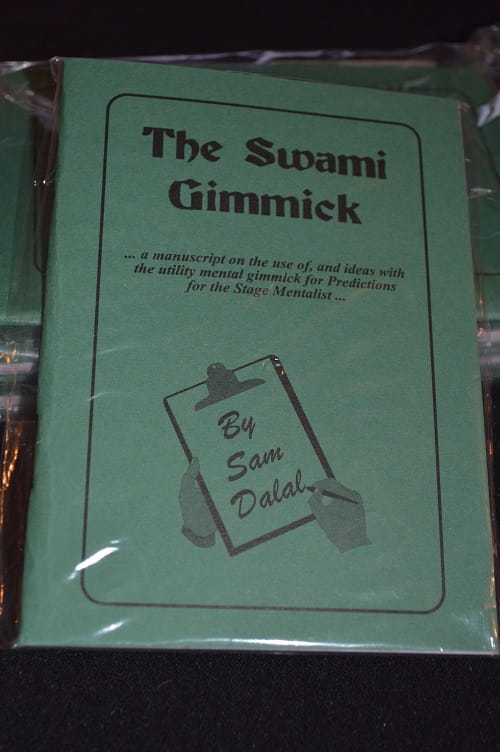 The Swami
Gimmick
... a manuscript on the use of, and ideas with
the utility mental gimmick for Predictions
for the Stage Mentalist ...
By
Sam
Dalal